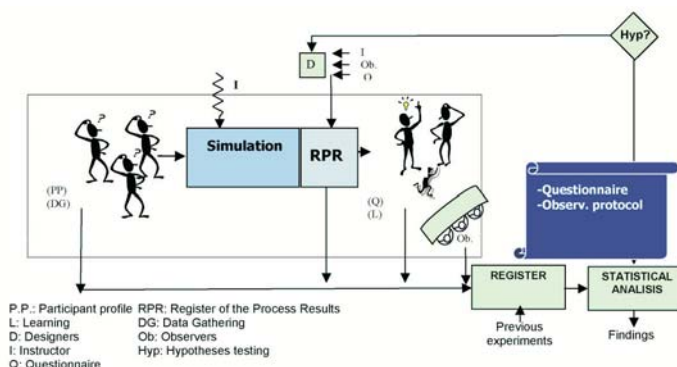 Hyp?
D
I
Ob.
Q
I
?
?
?
Simulation
RPR
(PP)
(DG)
(Q)
(L)
Ob.
-Questionnaire
-Observ. protocol
REGISTER
STATISTICAL
ANALISIS
Previous
experiments
Findings
P.P.: Participant profile RPR: Register of the Process Results
L: Learning DG: Data Gathering
D: Designers Ob: Observers
I: Instructor Hyp: Hypotheses testing
Q: Questionnaire